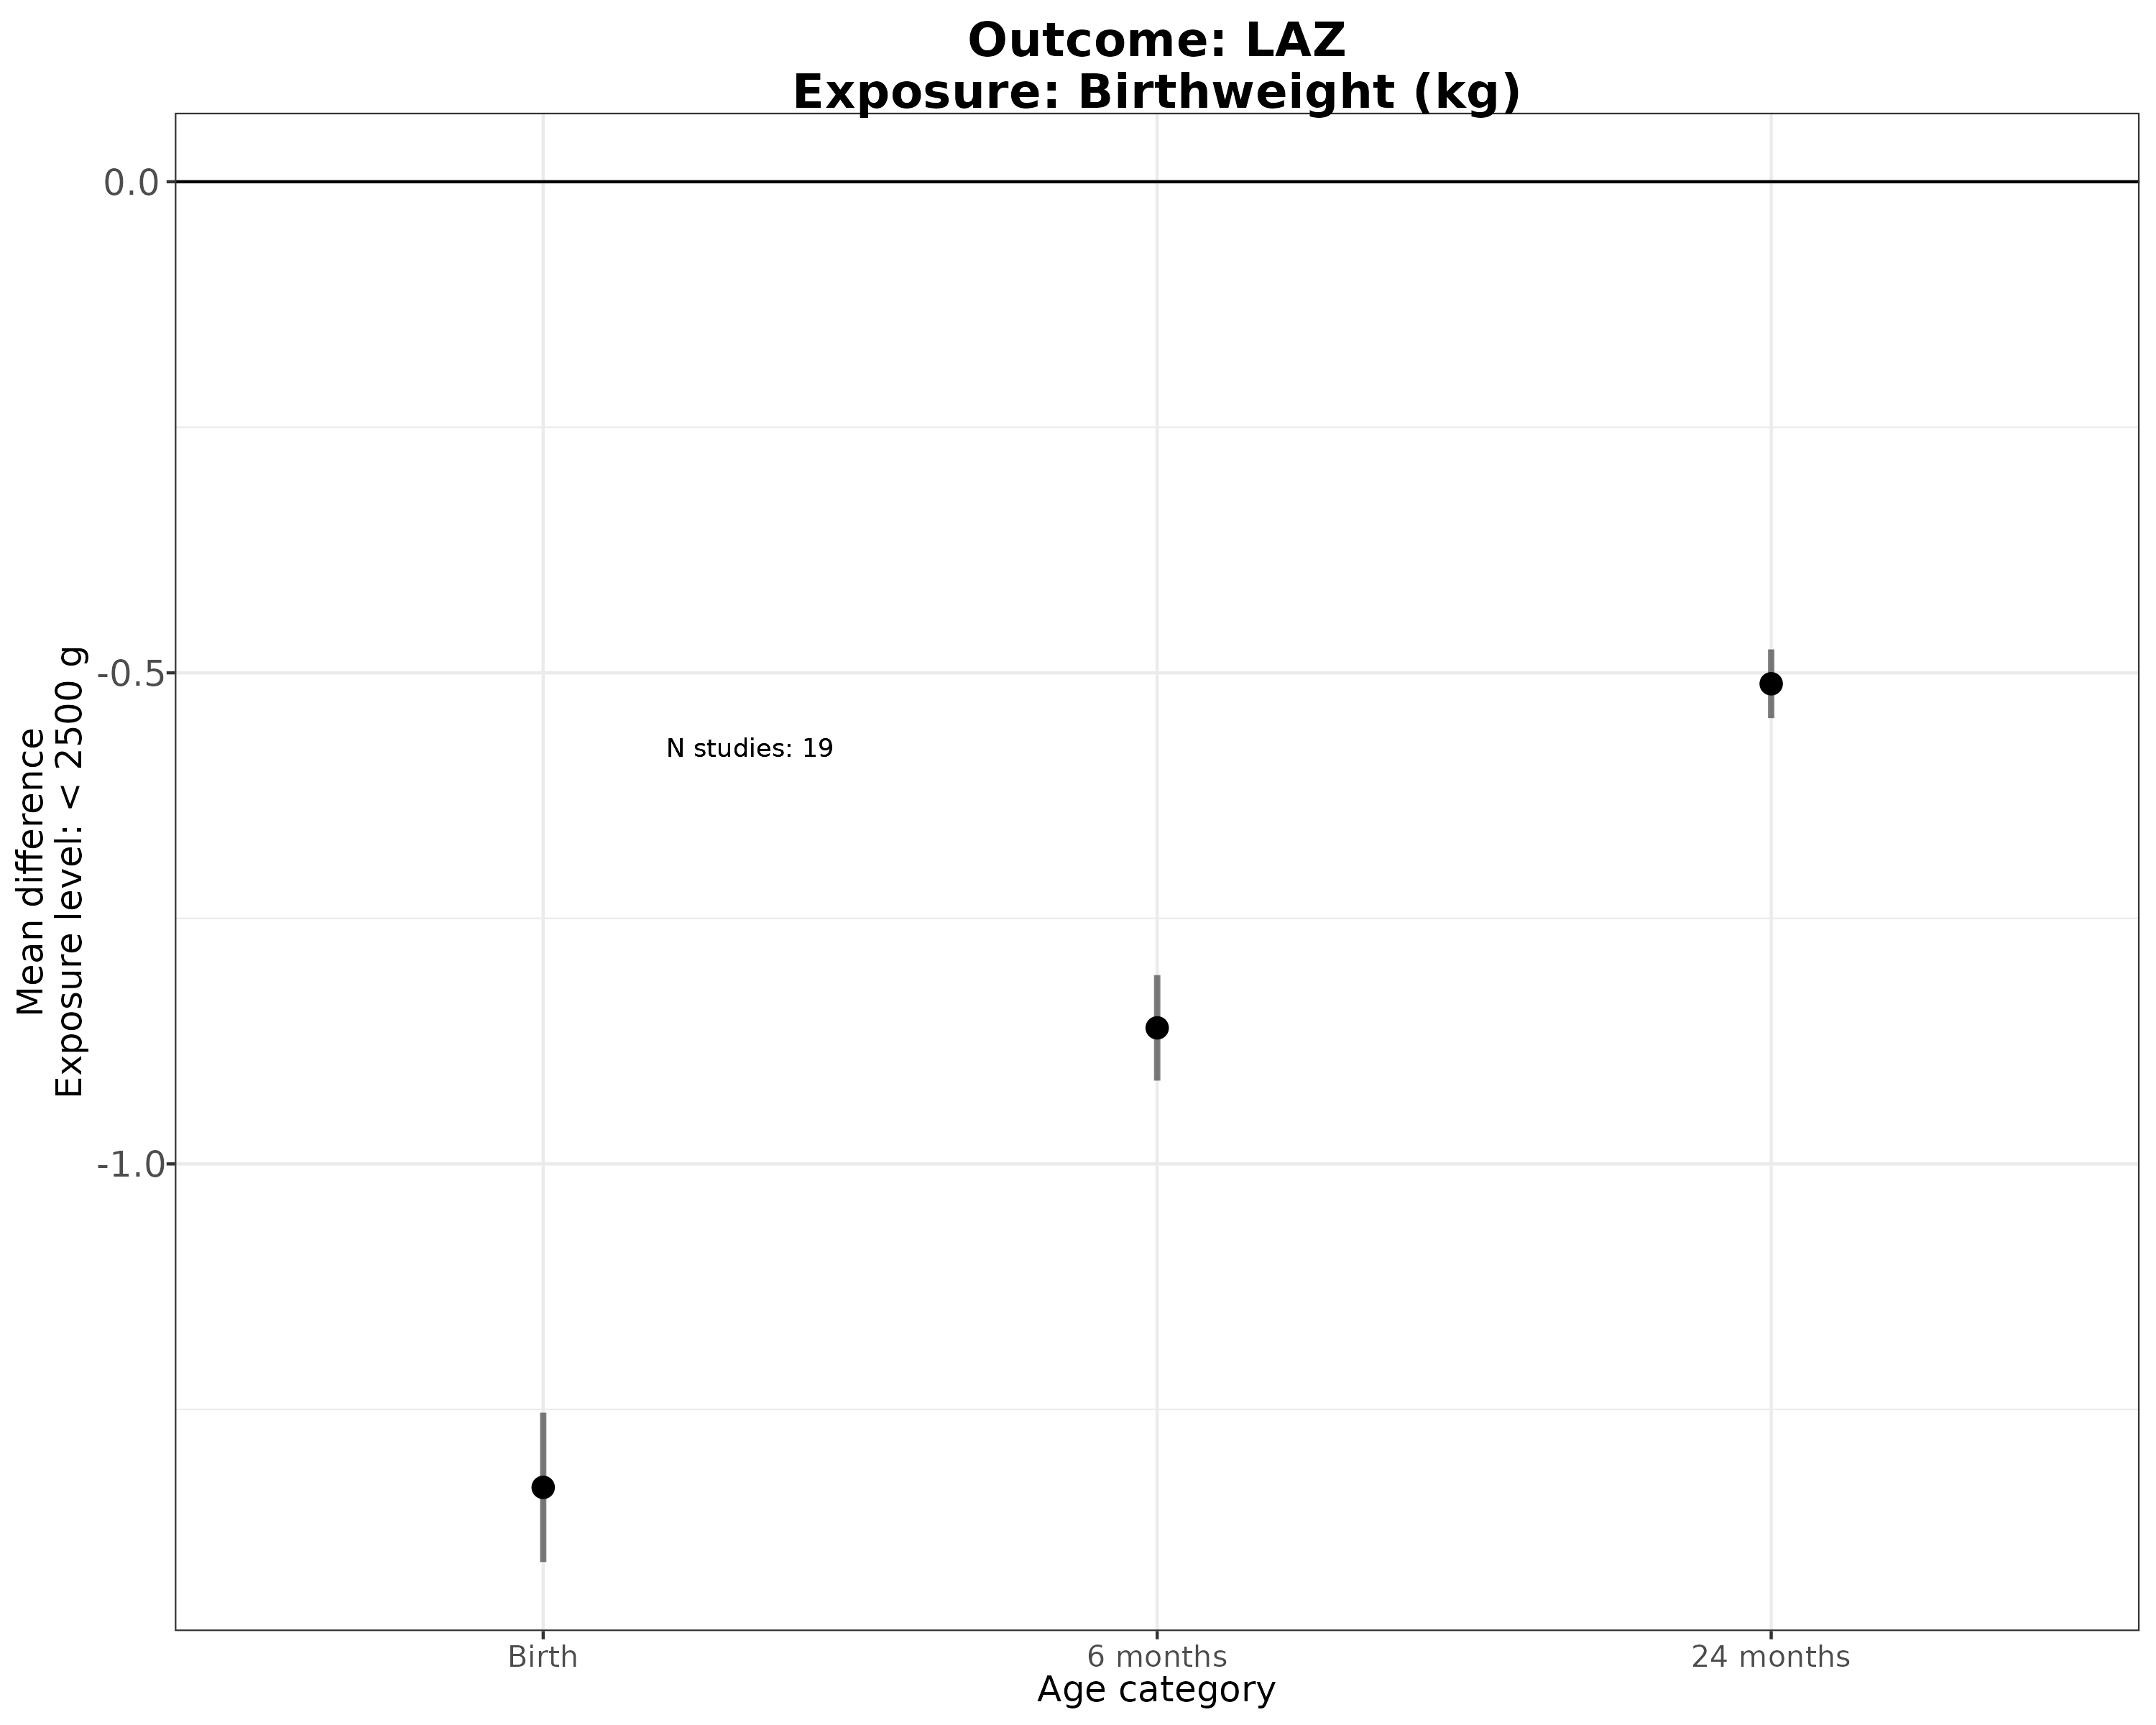 Outcome: LAZ
Exposure: Birthweight (kg)
Mean difference
Exposure level: < 2500 g
0.0
-0.5
-1.0
N studies: 19
Birth
6 months
24 months
Age category